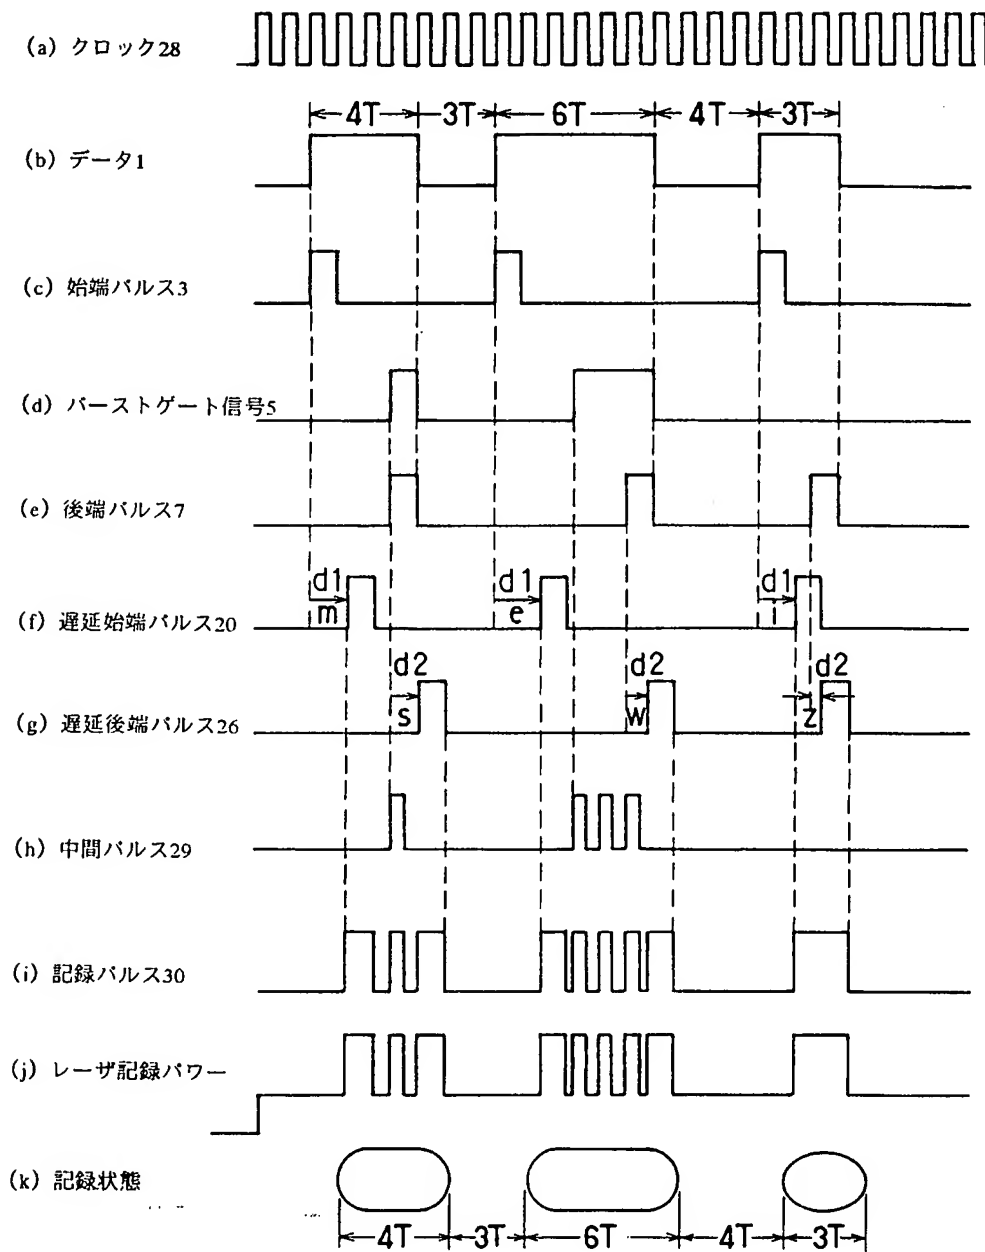 (a) クロック28
4T 3T 6T 4T 3T
(b) データ1
(c) 始端パルス3
(d) バーストゲート信号5
(e) 後端パルス7
d1 d1 d1
m e i
(f) 遅延始端パルス20
d2 d2 d2
s w z
(g) 遅延後端パルス26
(h) 中間パルス29
(i) 記録パルス30
(j) レーザ記録パワー
(k) 記録状態
4T 3T 6T 4T 3T